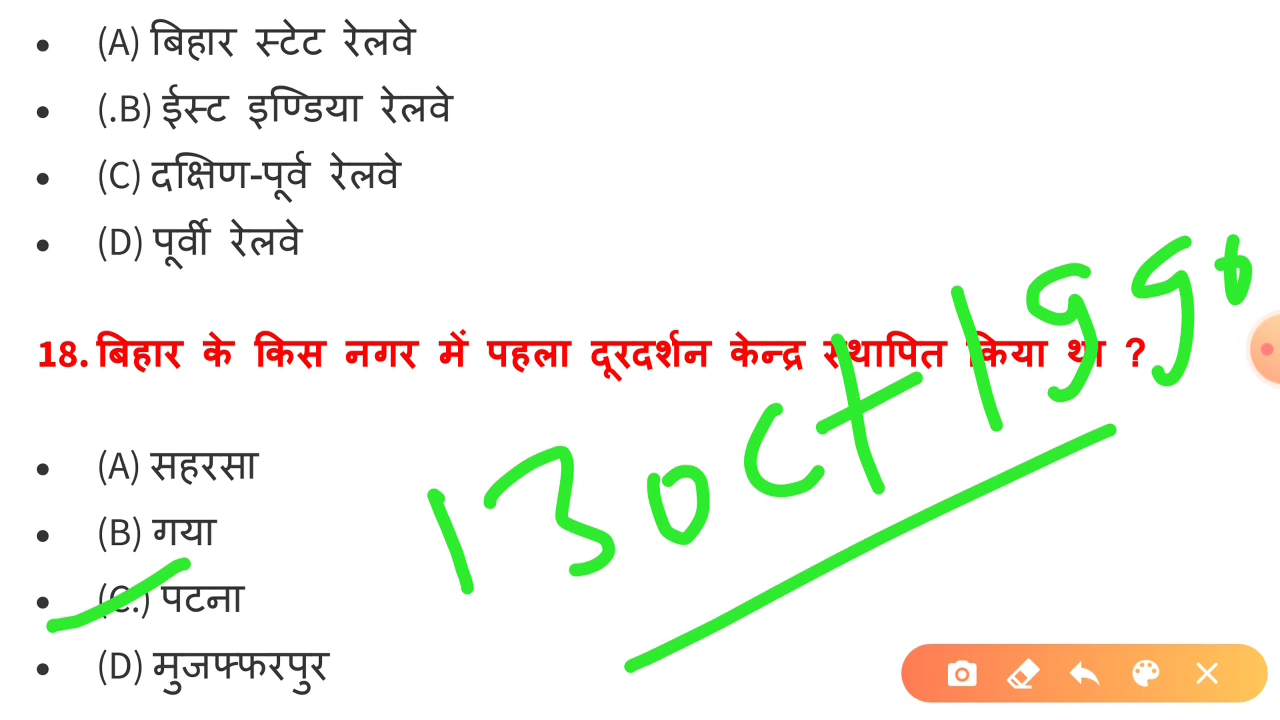 (A) बिहार स्टेट रेलवे
(.B) ईस्ट इण्डिया रेलवे
(C) दक्षिण-पूर्व रेलवे
(D) पूर्वी रेलवे
18. बिहार के किस नगर में पहला दूरदर्शन केन्द्र स्थापित किया था ?
13 oct 1990
(A) सहरसा
(B) गया
(C.) पटना
(D) मुजफ्फरपुर